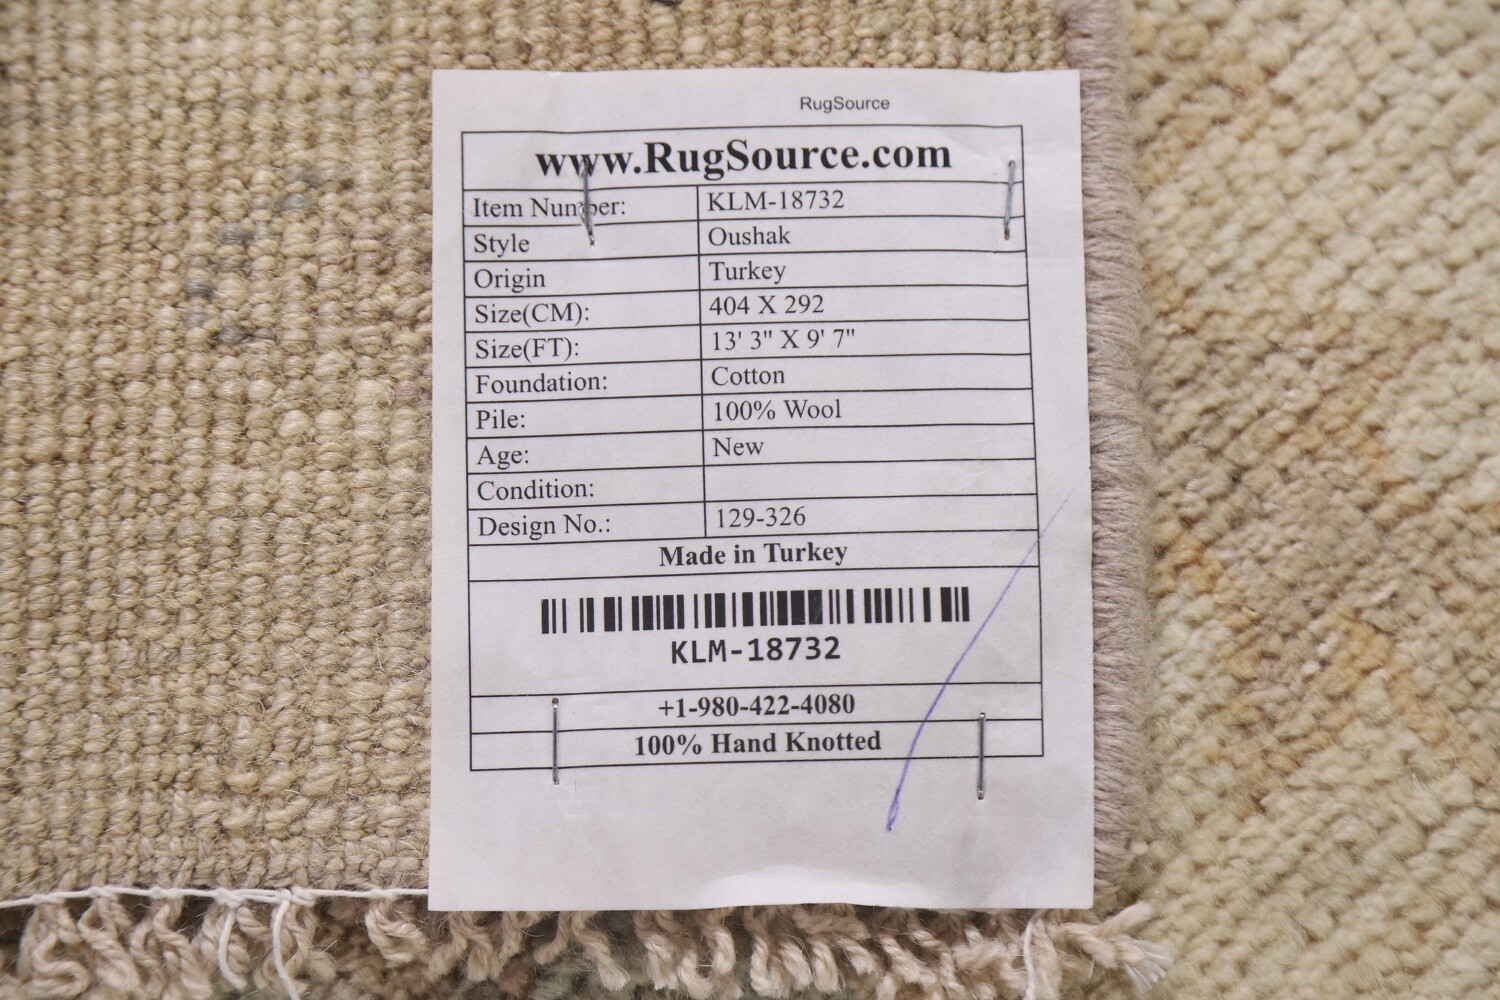 RugSource
www.RugSource.com
Item Number: KLM-18732
Style Oushak
Origin Turkey
Size(CM): 404 X 292
Size(FT): 13' 3" X 9' 7"
Foundation: Cotton
Pile: 100% Wool
Age: New
Condition:
Design No.: 129-326
Made in Turkey
KLM-18732
+1-980-422-4080
100% Hand Knotted